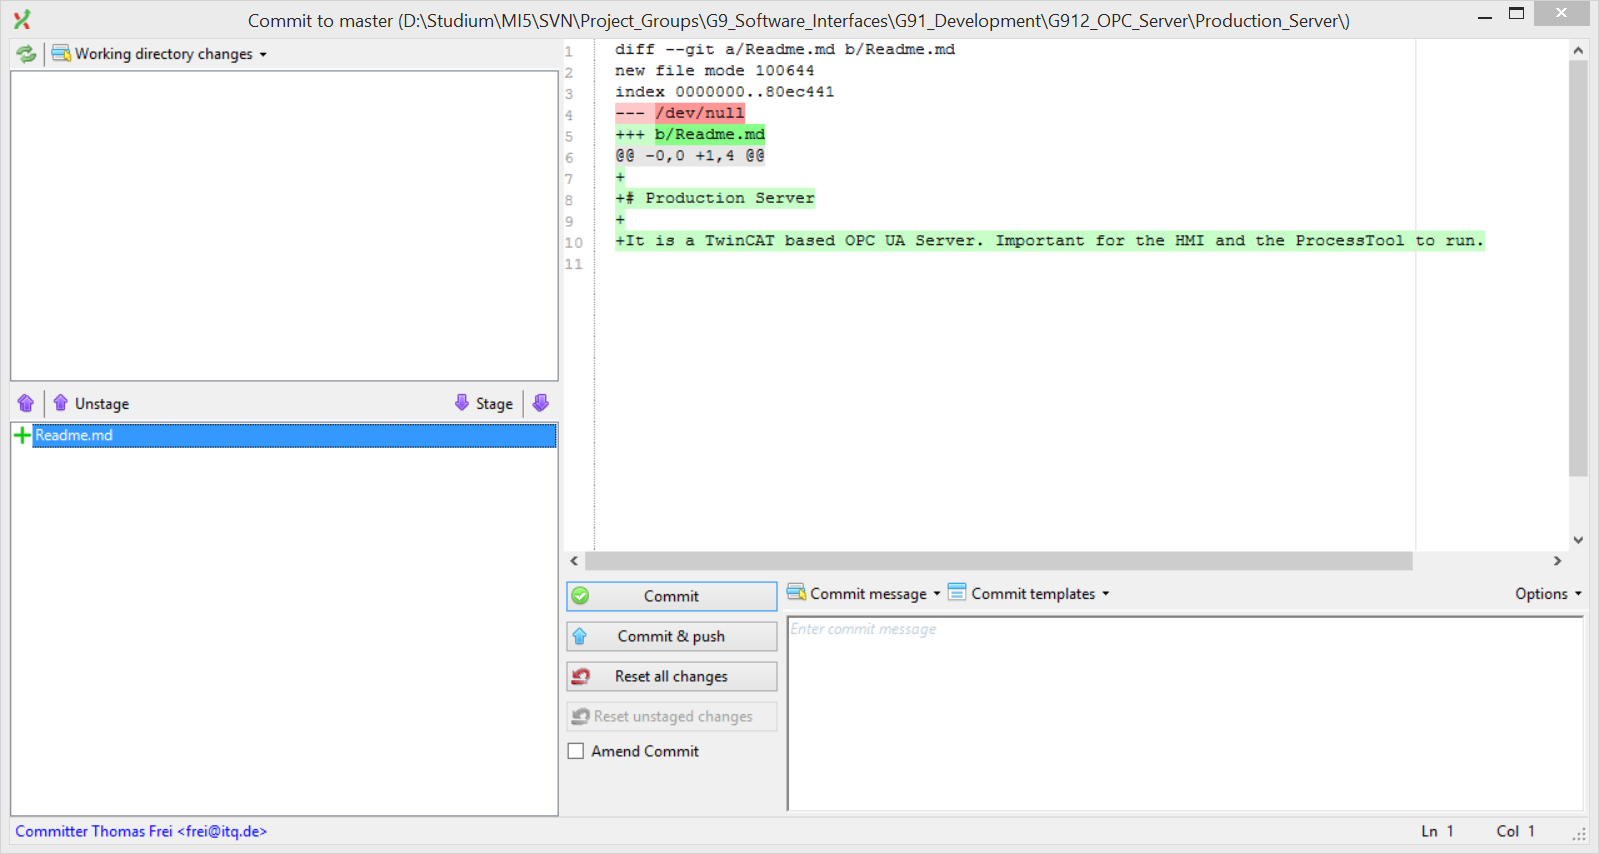 Commit to master (D:\Studium\MI5\SVN\Project_Groups\G9_Software_Interfaces\G91_Development\G912_OPC_Server\Production_Server\)
Working directory changes
Unstage
Stage
Readme.md
1 diff --git a/Readme.md b/Readme.md
2 new file mode 100644
3 index 0000000..80ec441
4 --- /dev/null
5 +++ b/Readme.md
6 @@ -0,0 +1,4 @@
7 +
8 +# Production Server
9 +
10 +It is a TwinCAT based OPC UA Server. Important for the HMI and the ProcessTool to run.
11
Commit
Commit & push
Reset all changes
Reset unstaged changes
Amend Commit
Commit message
Commit templates
Options
Enter commit message
Committer Thomas Frei <frei@itq.de>
Ln 1
Col 1